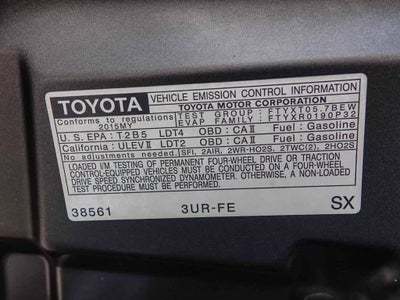 TOYOTA VEHICLE EMISSION CONTROL INFORMATION
TOYOTA MOTOR CORPORATION
Conforms to regulations TEST GROUP : FTYXT05.7BEW
2015MY EVAP FAMILY : FTYXR0190P32
U.S. EPA : T2B5 LDT4 OBD : CAII Fuel : Gasoline
California : ULEVII LDT2 OBD : CAII Fuel : Gasoline
No adjustments needed.(SFI, 2AIR, 2WR-HO2S, 2TWC(2), 2HO2S)
LOADED I/M TESTING OF PERMANENT FOUR-WHEEL DRIVE OR TRACTION
CONTROL-EQUIPPED VEHICLES MUST BE CONDUCTED ON A FOUR-WHEEL
DRIVE SPEED SYNCHRONIZED DYNAMOMETER. OTHERWISE, NON-LOADED
TESTING MUST BE PERFORMED.
38561 3UR-FE SX